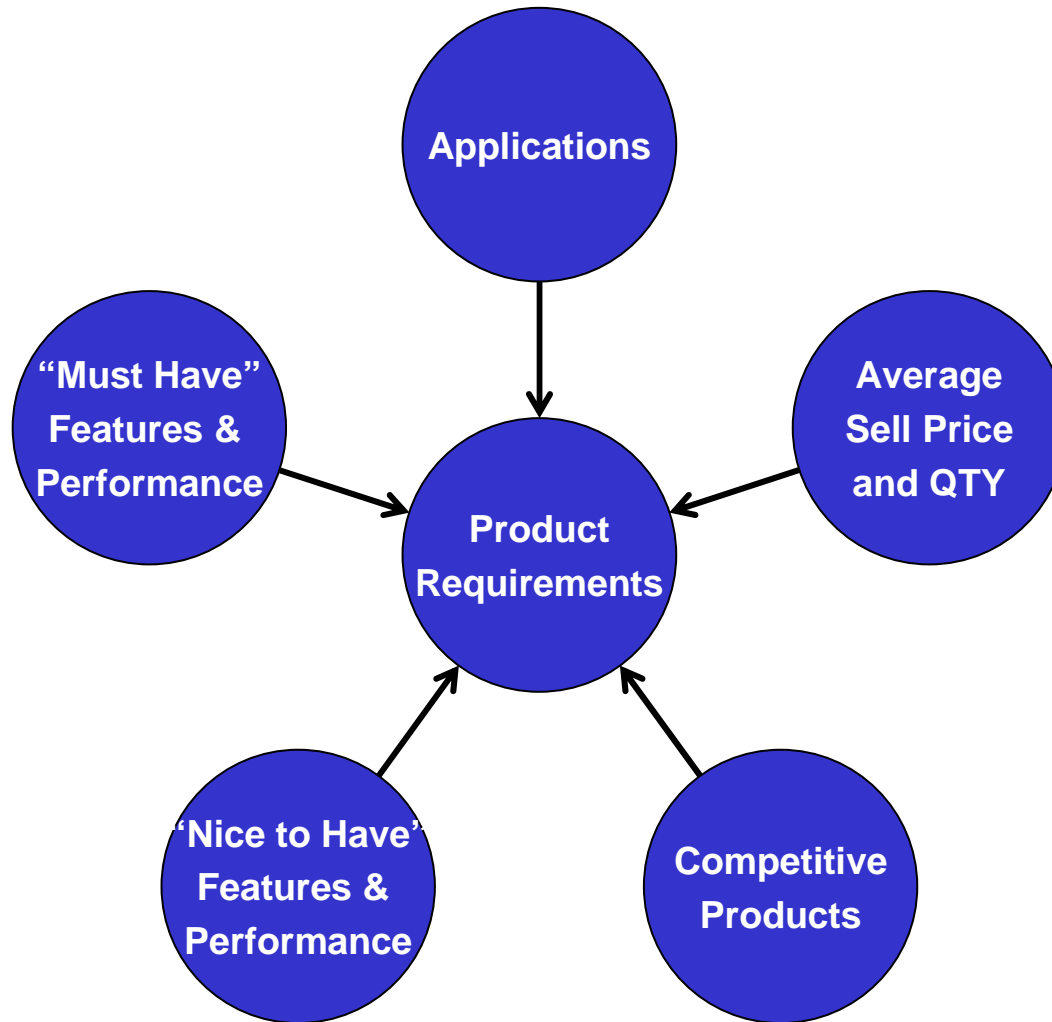 Applications
“Must Have”
Features &
Performance
Average
Sell Price
and QTY
Product
Requirements
“Nice to Have”
Features &
Performance
Competitive
Products